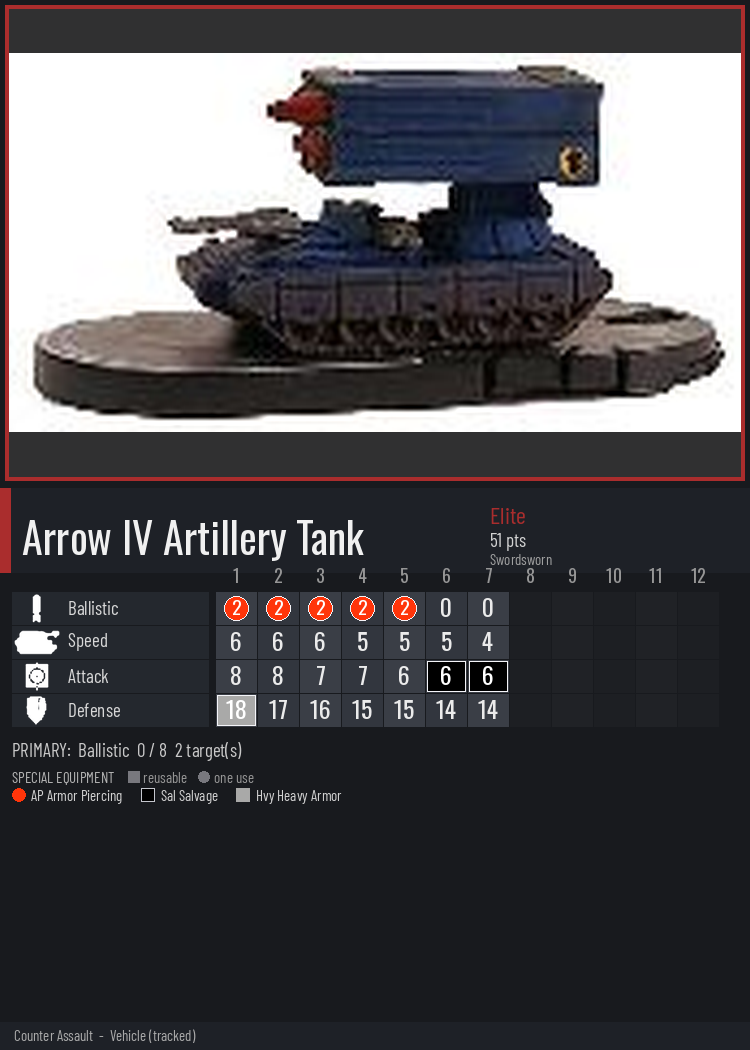 Arrow IV Artillery Tank
Elite
51 pts
Swordsworn
1 2 3 4 5 6 7 8 9 10 11 12
Ballistic 2 2 2 2 2 0 0
Speed 6 6 6 5 5 5 4
Attack 8 8 7 7 6 6 6
Defense 18 17 16 15 15 14 14
PRIMARY: Ballistic 0 / 8 2 target(s)
SPECIAL EQUIPMENT reusable one use
AP Armor Piercing Sal Salvage Hvy Heavy Armor
Counter Assault - Vehicle (tracked)